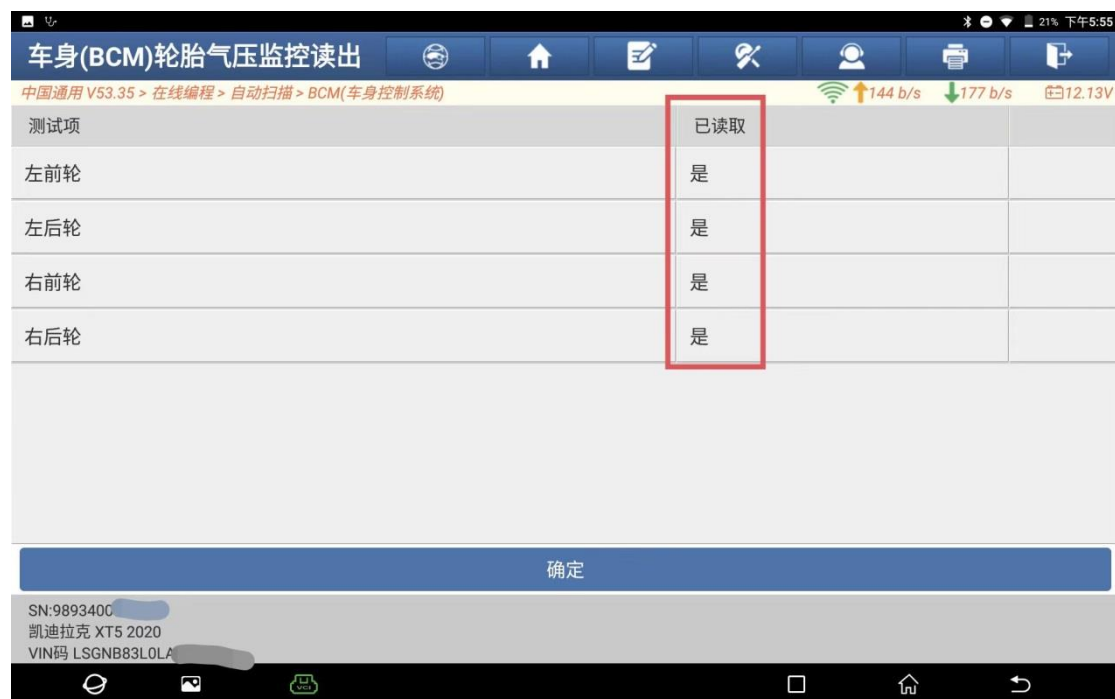 21% 下午5:55
车身(BCM)轮胎气压监控读出
中国通用 V53.35 > 在线编程 > 自动扫描 > BCM(车身控制系统) 144 b/s 177 b/s 12.13V
测试项 已读取
左前轮 是
左后轮 是
右前轮 是
右后轮 是
确定
SN:9893400
凯迪拉克 XT5 2020
VIN码 LSGNB83L0LA
VCI